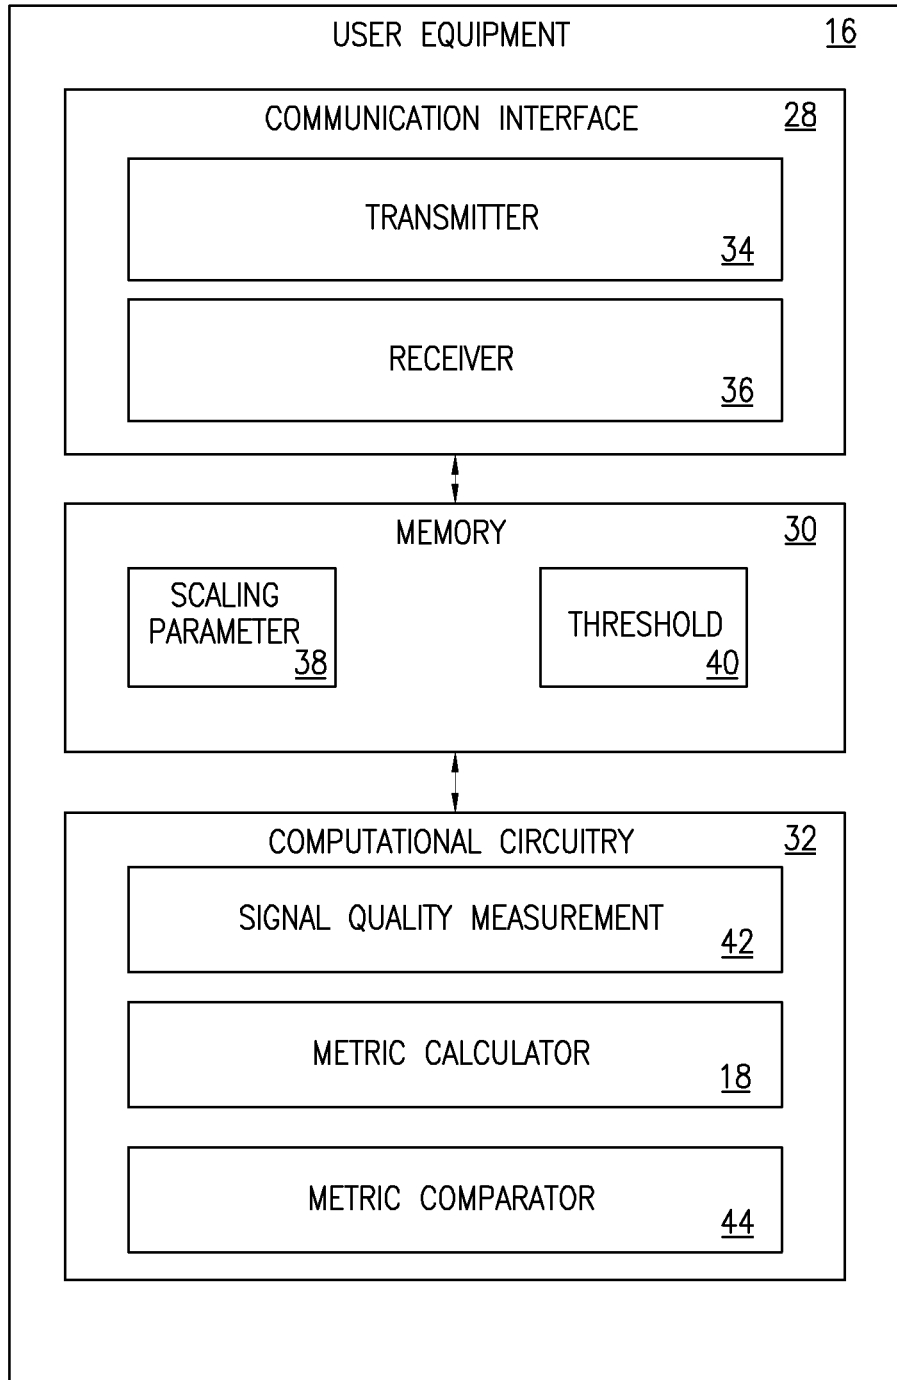 USER EQUIPMENT 16
COMMUNICATION INTERFACE 28
TRANSMITTER
34
RECEIVER
36
MEMORY 30
SCALING
PARAMETER
38
THRESHOLD
40
COMPUTATIONAL CIRCUITRY 32
SIGNAL QUALITY MEASUREMENT
42
METRIC CALCULATOR
18
METRIC COMPARATOR
44